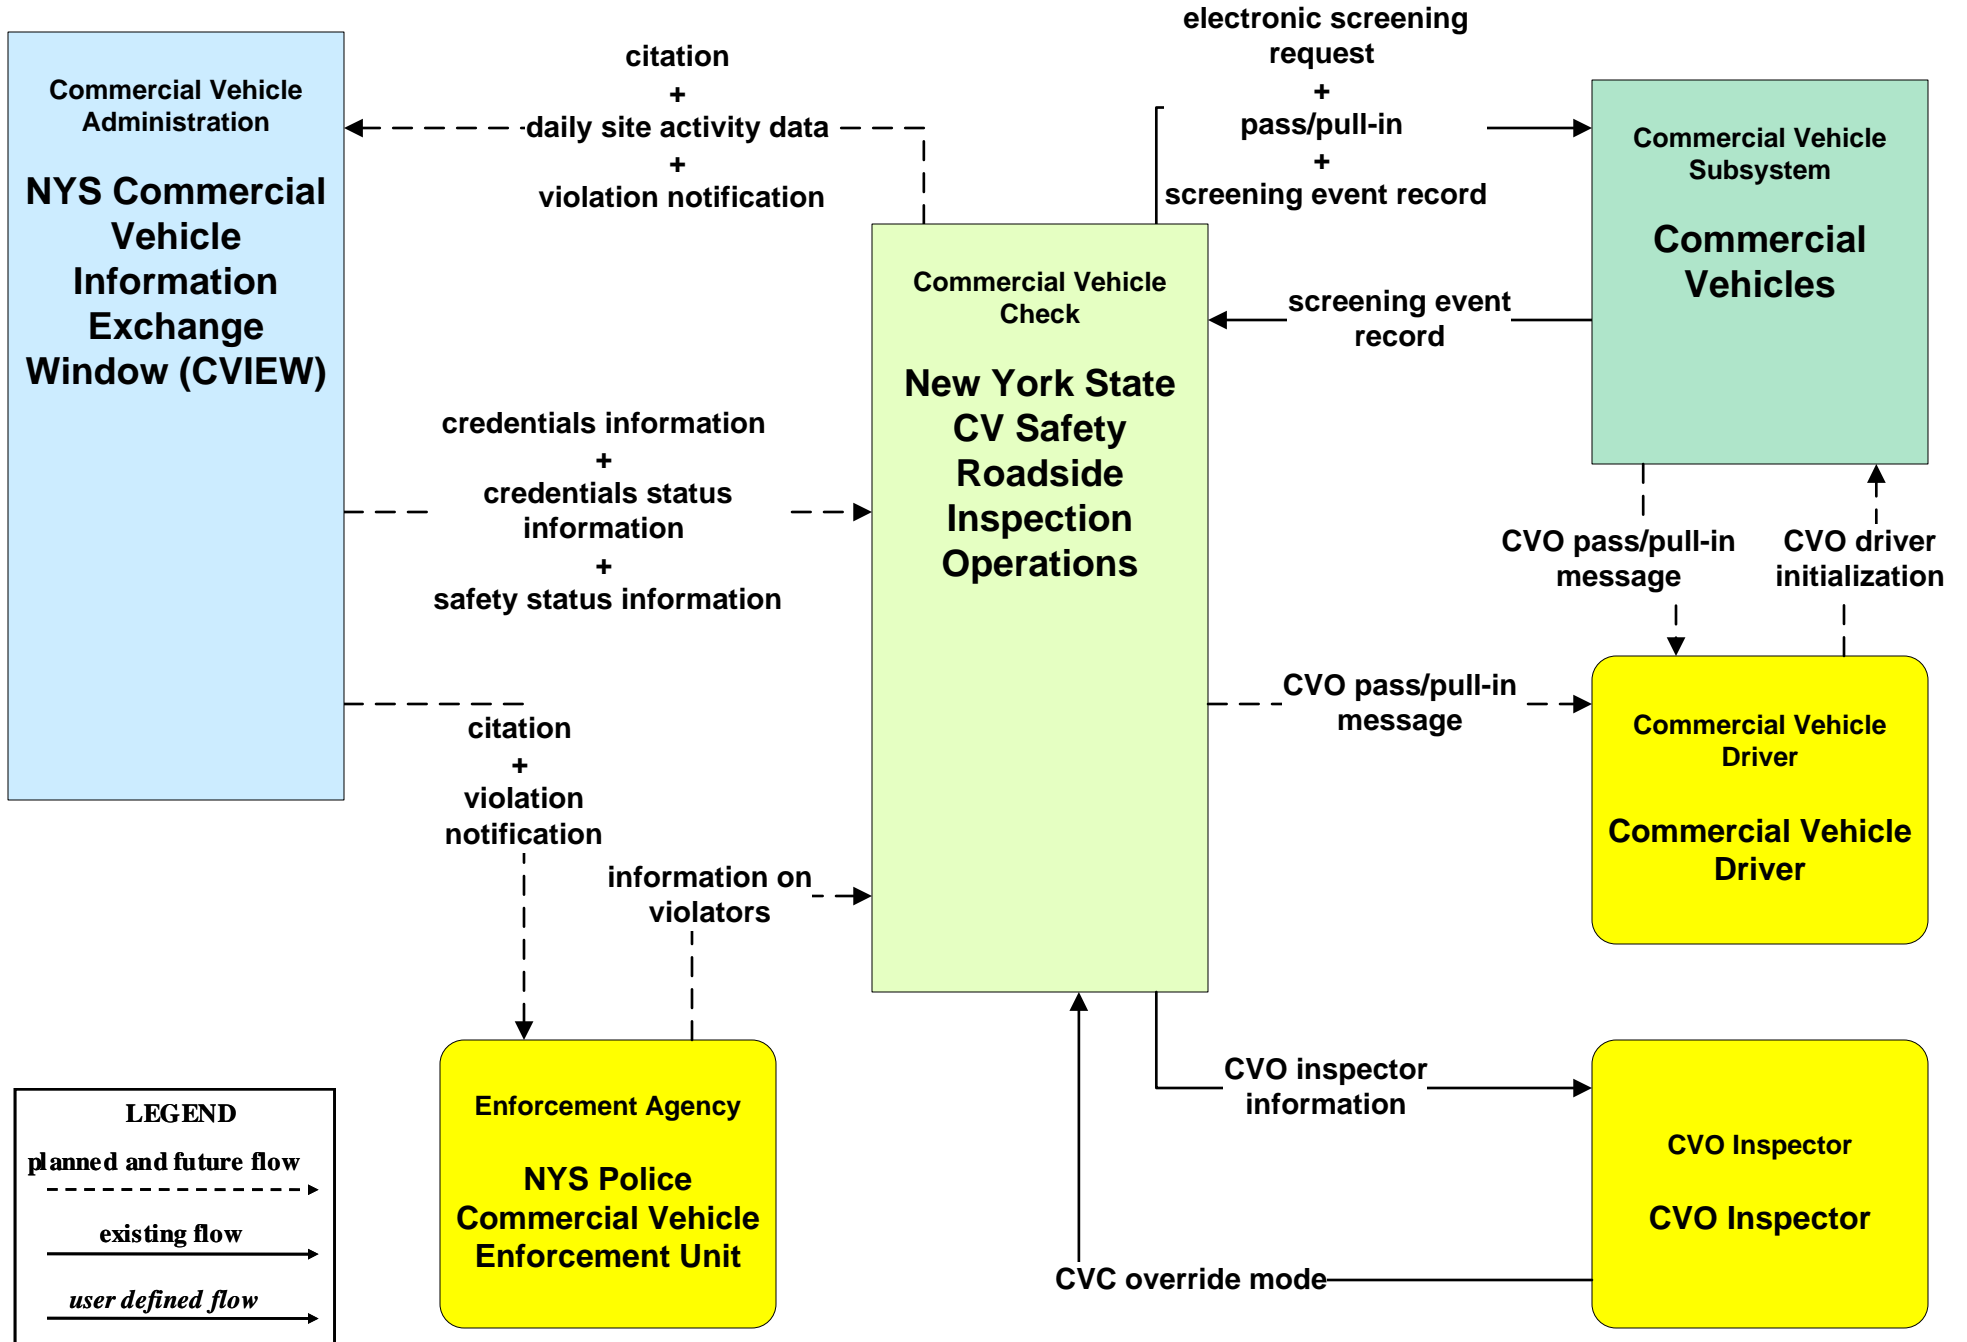 Commercial Vehicle
Administration
NYS Commercial
Vehicle
Information
Exchange
Window (CVIEW)
citation
+
daily site activity data
+
violation notification
electronic screening
request
+
pass/pull-in
+
screening event record
Commercial Vehicle
Subsystem
Commercial
Vehicles
Commercial Vehicle
Check
New York State
CV Safety
Roadside
Inspection
Operations
screening event
record
credentials information
+
credentials status
information
+
safety status information
CVO pass/pull-in
message
CVO driver
initialization
CVO pass/pull-in
message
Commercial Vehicle
Driver
Commercial Vehicle
Driver
citation
+
violation
notification
information on
violators
Enforcement Agency
NYS Police
Commercial Vehicle
Enforcement Unit
CVO inspector
information
CVO Inspector
CVO Inspector
CVC override mode
LEGEND
planned and future flow
existing flow
user defined flow